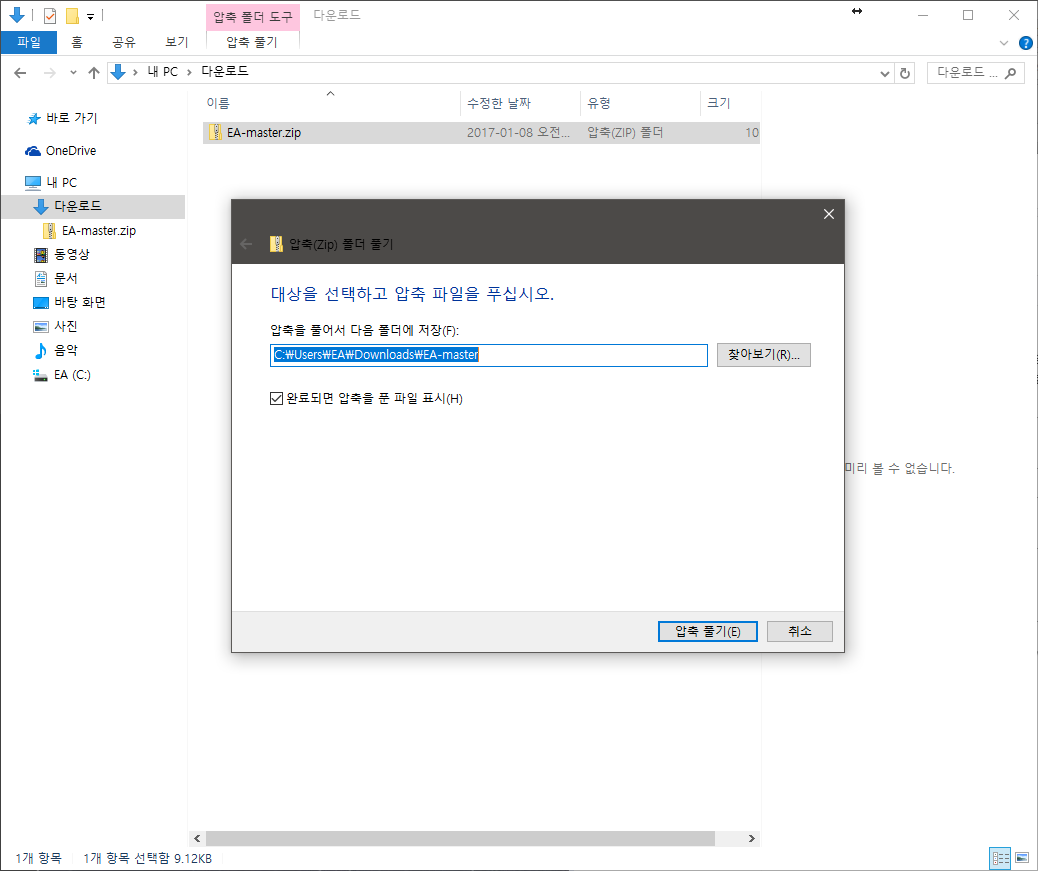 압축 폴더 도구 다운로드
파일 홈 공유 보기 압축 풀기
내 PC 다운로드 다운로드 ...
이름 수정한 날짜 유형 크기
EA-master.zip 2017-01-08 오전... 압축(ZIP) 폴더 10
바로 가기
OneDrive
내 PC
다운로드
EA-master.zip
동영상
문서
바탕 화면
사진
음악
EA (C:)
압축(Zip) 폴더 풀기
대상을 선택하고 압축 파일을 푸십시오.
압축을 풀어서 다음 폴더에 저장(F):
C:₩Users₩EA₩Downloads₩EA-master 찾아보기(R)...
완료되면 압축을 푼 파일 표시(H)
미리 볼 수 없습니다.
압축 풀기(E) 취소
1개 항목 1개 항목 선택함 9.12KB